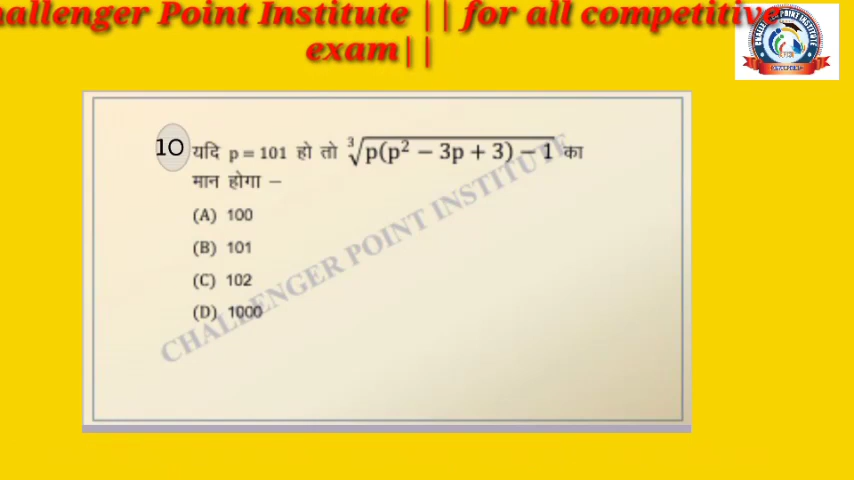 hallenger Point Institute || for all competitive
exam||
10 यदि p = 101 हो तो ∛p(p² − 3p + 3) − 1 का
मान होगा −
(A) 100
(B) 101
(C) 102
(D) 1000
CHALLENGER POINT INSTITUTE